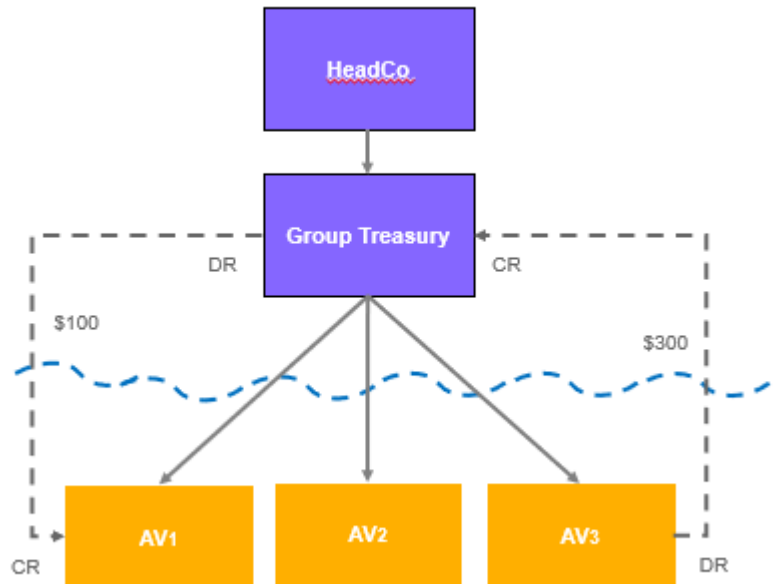 HeadCo
Group Treasury
DR
CR
$100
$300
AV1
AV2
AV3
CR
DR